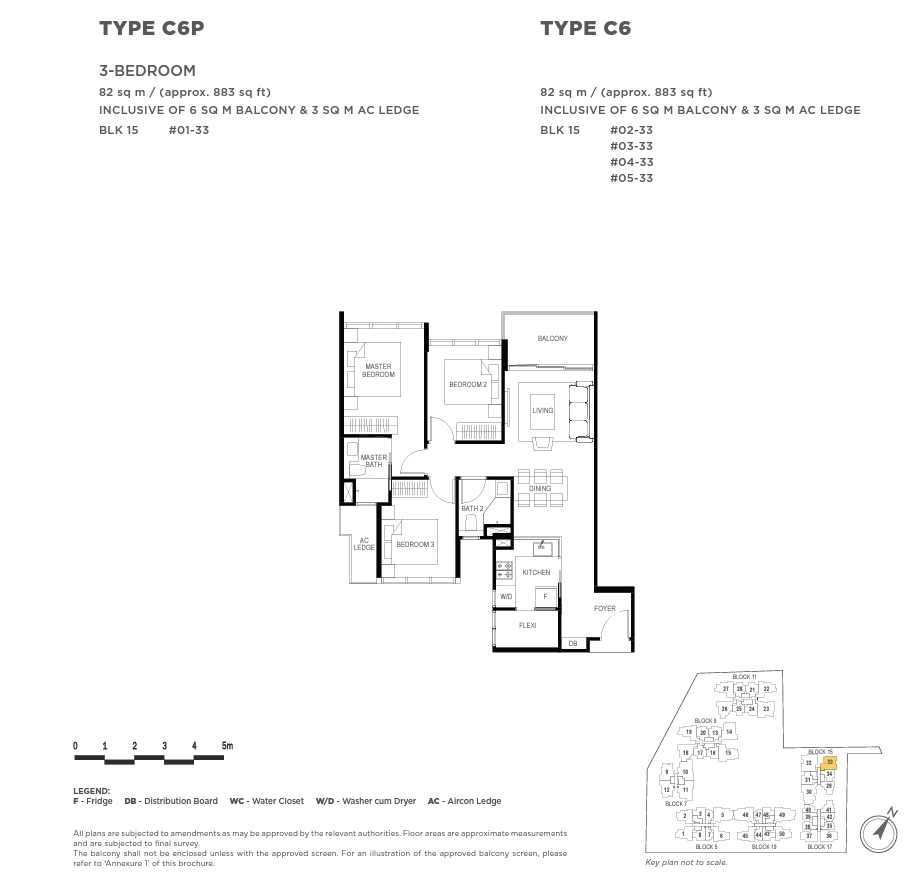 TYPE C6P
3-BEDROOM
82 sq m / (approx. 883 sq ft)
INCLUSIVE OF 6 SQ M BALCONY & 3 SQ M AC LEDGE
BLK 15 #01-33
TYPE C6
82 sq m / (approx. 883 sq ft)
INCLUSIVE OF 6 SQ M BALCONY & 3 SQ M AC LEDGE
BLK 15 #02-33
#03-33
#04-33
#05-33
BALCONY
MASTER
BEDROOM
BEDROOM 2
LIVING
MASTER
BATH
DINING
BATH 2
AC
LEDGE
BEDROOM 3
KITCHEN
W/D
F
FOYER
FLEXI
DB
0 1 2 3 4 5m
LEGEND:
F - Fridge DB - Distribution Board WC - Water Closet W/D - Washer cum Dryer AC - Aircon Ledge
All plans are subjected to amendments as may be approved by the relevant authorities. Floor areas are approximate measurements
and are subjected to final survey.
The balcony shall not be enclosed unless with the approved screen. For an illustration of the approved balcony screen, please
refer to 'Annexure 1' of this brochure.
BLOCK 11
27 28 21 22
26 25 24 23
BLOCK 9
19 20 13 14
18 17 16 15
BLOCK 15
32 33
31 34
30 29
9 10
12 11
BLOCK 7
2 3 4 5
1 8 7 6
BLOCK 5
46 47 48 49
45 44 43 50
BLOCK 19
40 41
39 42
38 35
37 36
BLOCK 17
N
Key plan not to scale.